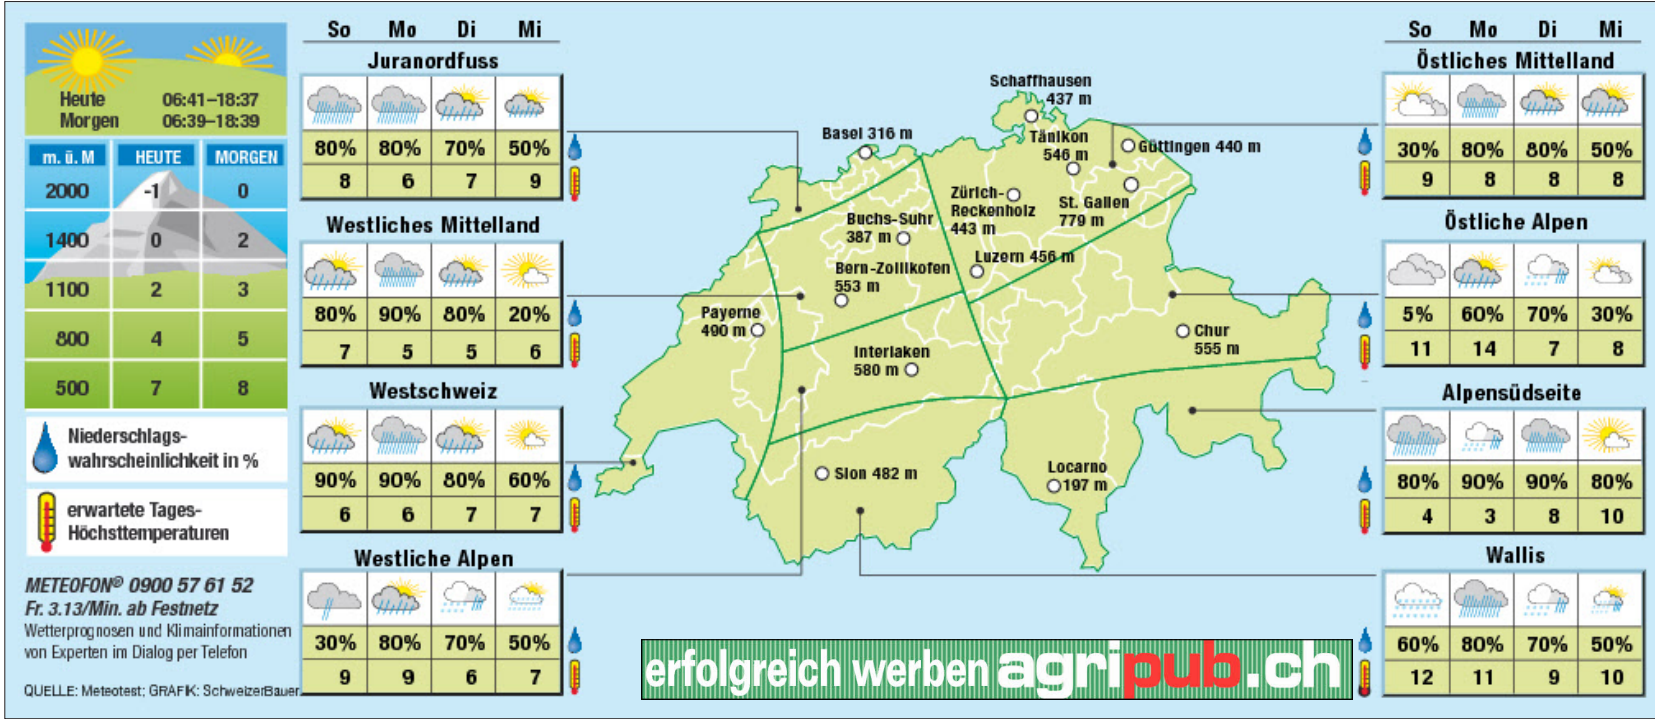 Heute 06:41–18:37
Morgen 06:39–18:39
m. ü. M HEUTE MORGEN
2000 -1 0
1400 0 2
1100 2 3
800 4 5
500 7 8
Niederschlags-
wahrscheinlichkeit in %
erwartete Tages-
Höchsttemperaturen
METEOFON® 0900 57 61 52
Fr. 3.13/Min. ab Festnetz
Wetterprognosen und Klimainformationen
von Experten im Dialog per Telefon
QUELLE: Meteotest; GRAFIK: SchweizerBauer
So Mo Di Mi
Juranordfuss
80% 80% 70% 50%
8 6 7 9
Westliches Mittelland
80% 90% 80% 20%
7 5 5 6
Westschweiz
90% 90% 80% 60%
6 6 7 7
Westliche Alpen
30% 80% 70% 50%
9 9 6 7
Schaffhausen
437 m
Basel 316 m
Tänikon
546 m
Güttingen 440 m
Zürich-
Reckenholz
443 m
St. Gallen
779 m
Buchs-Suhr
387 m
Luzern 456 m
Bern-Zollikofen
553 m
Payerne
490 m
Interlaken
580 m
Chur
555 m
Sion 482 m
Locarno
197 m
erfolgreich werben agripub.ch
So Mo Di Mi
Östliches Mittelland
30% 80% 80% 50%
9 8 8 8
Östliche Alpen
5% 60% 70% 30%
11 14 7 8
Alpensüdseite
80% 90% 90% 80%
4 3 8 10
Wallis
60% 80% 70% 50%
12 11 9 10